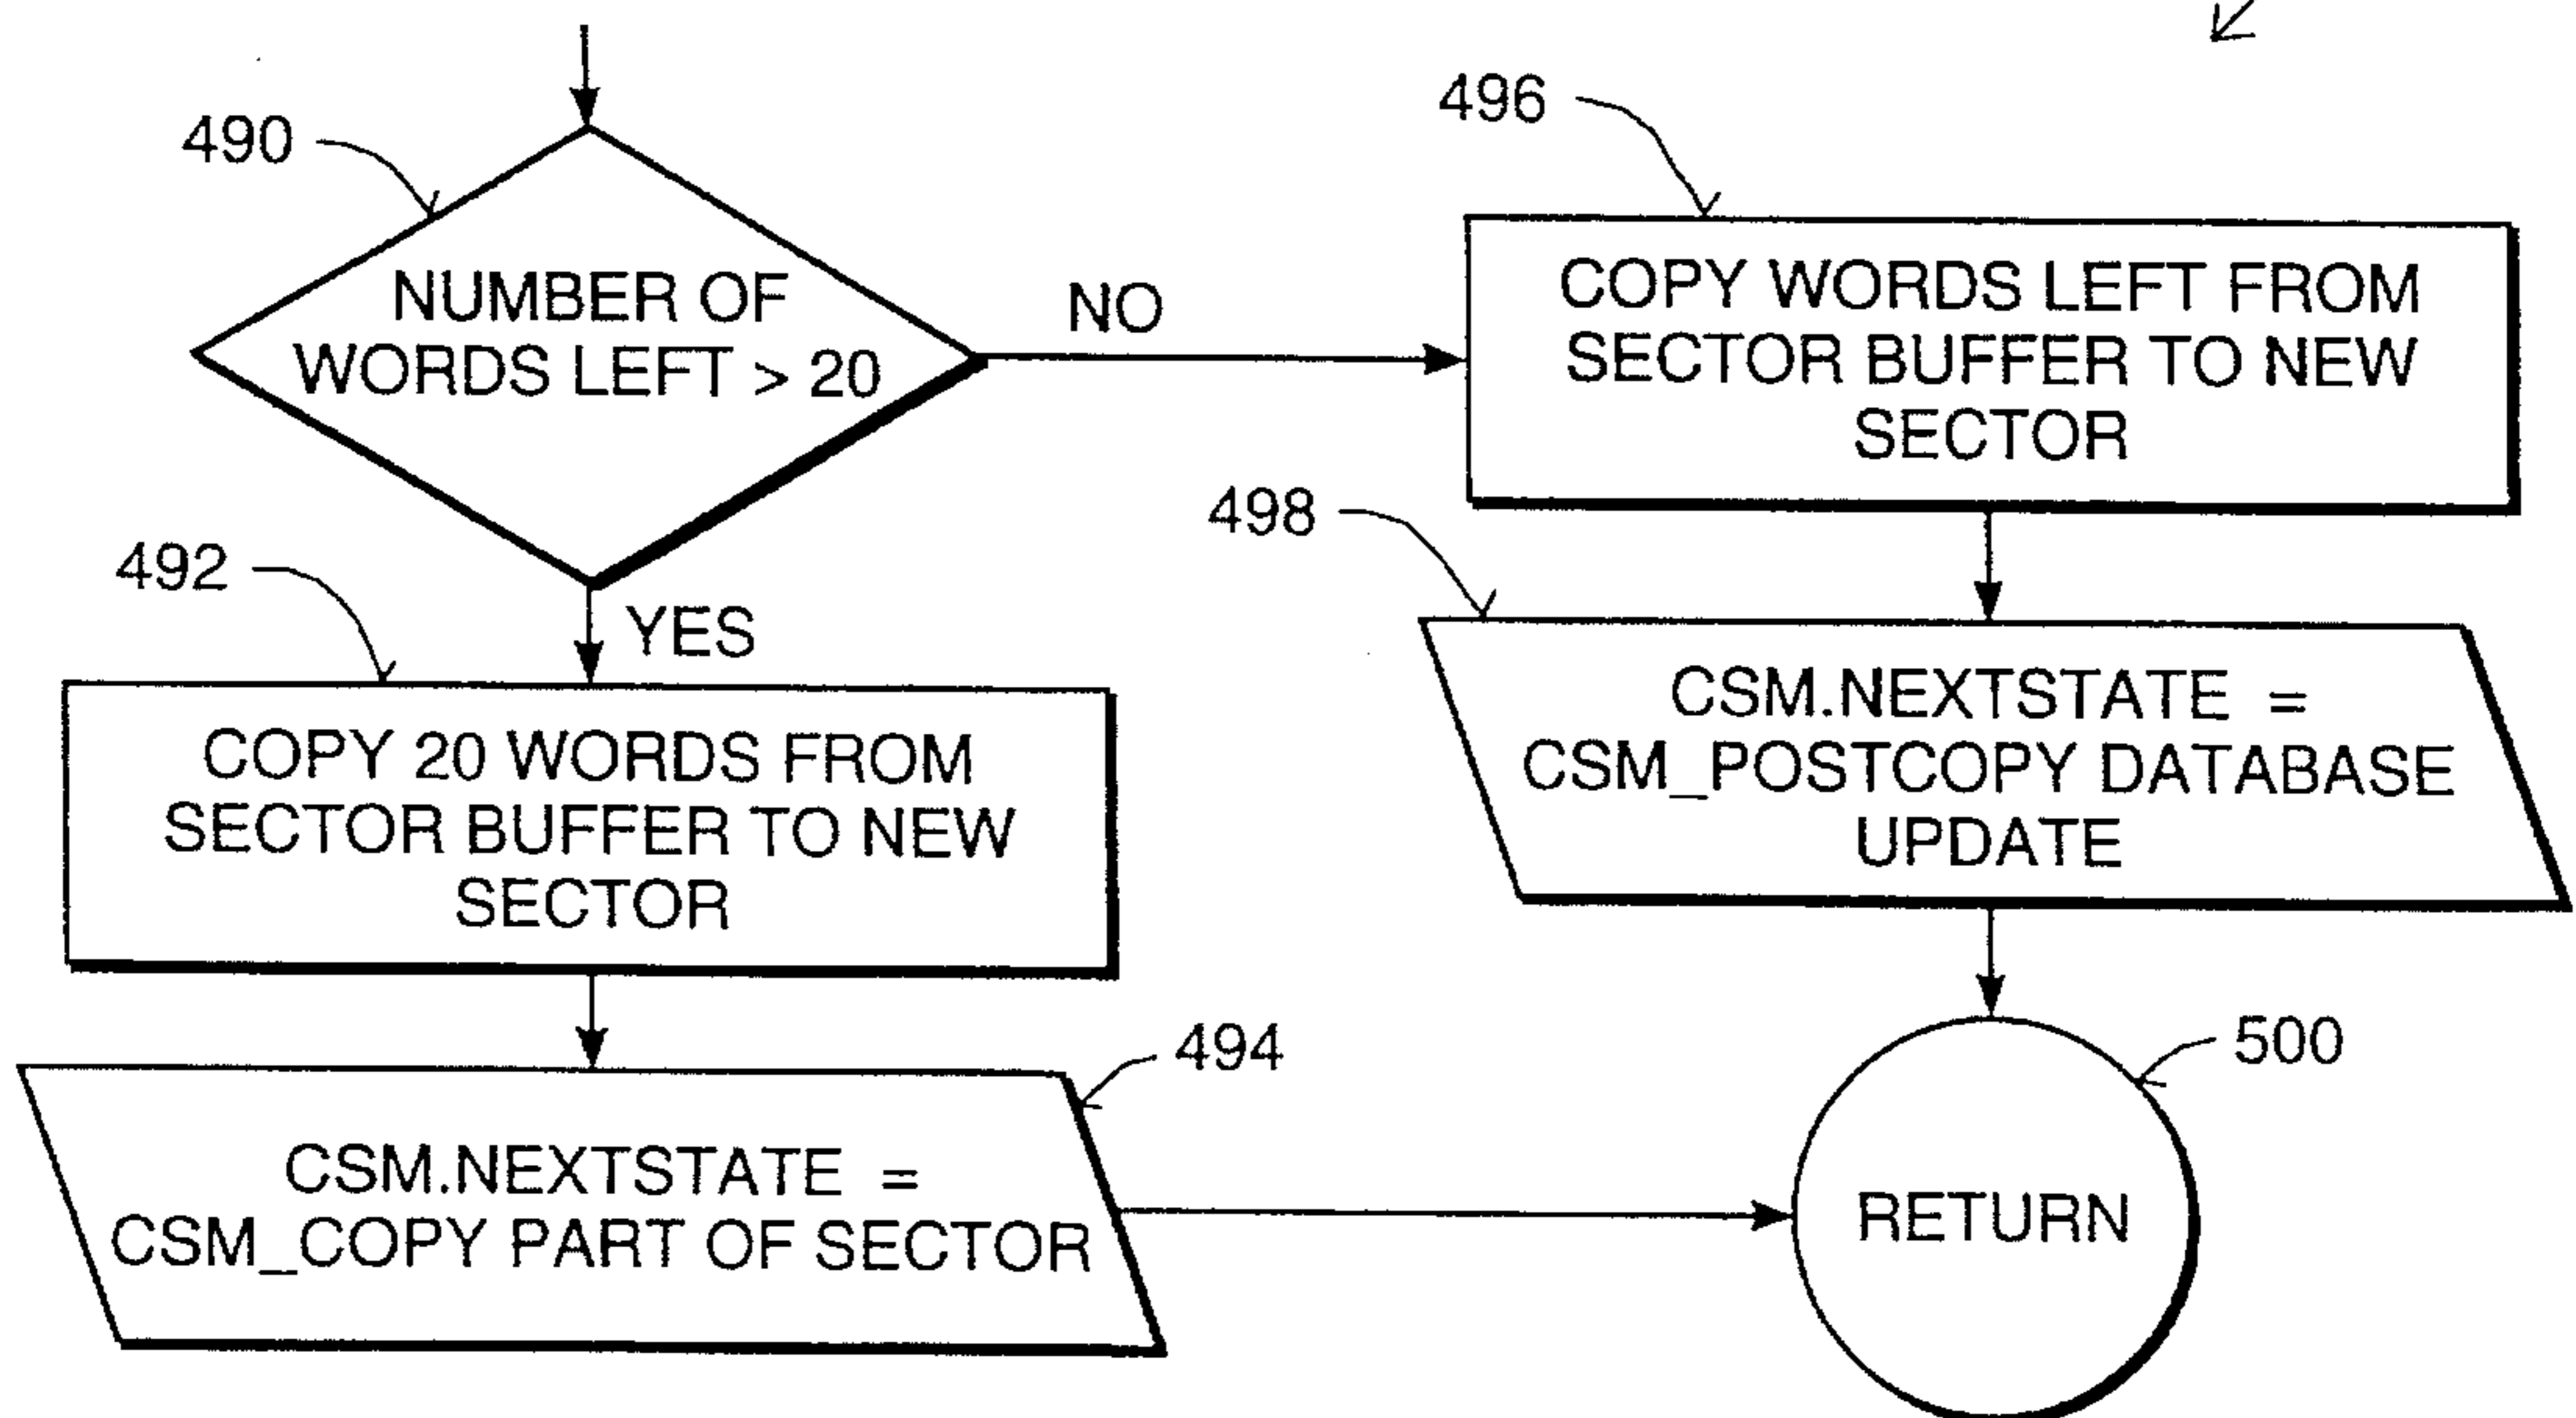 490
NUMBER OF
WORDS LEFT > 20
NO
496
COPY WORDS LEFT FROM
SECTOR BUFFER TO NEW
SECTOR
492
YES
COPY 20 WORDS FROM
SECTOR BUFFER TO NEW
SECTOR
498
CSM.NEXTSTATE =
CSM_POSTCOPY DATABASE
UPDATE
494
CSM.NEXTSTATE =
CSM_COPY PART OF SECTOR
500
RETURN